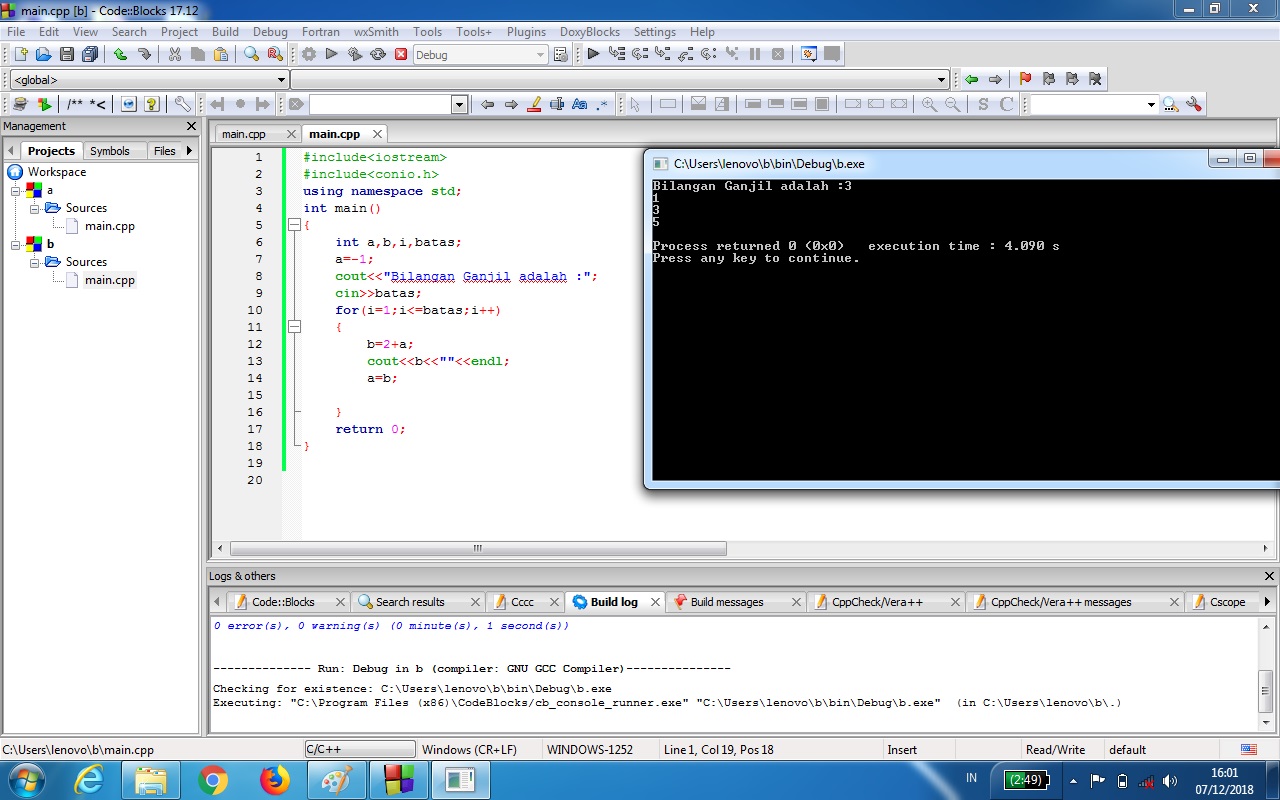 main.cpp [b] - Code::Blocks 17.12
File Edit View Search Project Build Debug Fortran wxSmith Tools Tools+ Plugins DoxyBlocks Settings Help
Debug
<global>
/** *<
Aa .*
S C
Management
Projects Symbols Files
Workspace
a
Sources
main.cpp
b
Sources
main.cpp
main.cpp main.cpp
1 #include<iostream>
2 #include<conio.h>
3 using namespace std;
4 int main()
5 {
6 int a,b,i,batas;
7 a=-1;
8 cout<<"Bilangan Ganjil adalah :";
9 cin>>batas;
10 for(i=1;i<=batas;i++)
11 {
12 b=2+a;
13 cout<<b<<""<<endl;
14 a=b;
15
16 }
17 return 0;
18 }
19
20
C:\Users\lenovo\b\bin\Debug\b.exe
Bilangan Ganjil adalah :3
1
3
5
Process returned 0 (0x0) execution time : 4.090 s
Press any key to continue.
Logs & others
Code::Blocks Search results Cccc Build log Build messages CppCheck/Vera++ CppCheck/Vera++ messages Cscope
0 error(s), 0 warning(s) (0 minute(s), 1 second(s))
-------------- Run: Debug in b (compiler: GNU GCC Compiler)---------------
Checking for existence: C:\Users\lenovo\b\bin\Debug\b.exe
Executing: "C:\Program Files (x86)\CodeBlocks/cb_console_runner.exe" "C:\Users\lenovo\b\bin\Debug\b.exe" (in C:\Users\lenovo\b\.)
C:\Users\lenovo\b\main.cpp C/C++ Windows (CR+LF) WINDOWS-1252 Line 1, Col 19, Pos 18 Insert Read/Write default
IN (2:49) 16:01
07/12/2018